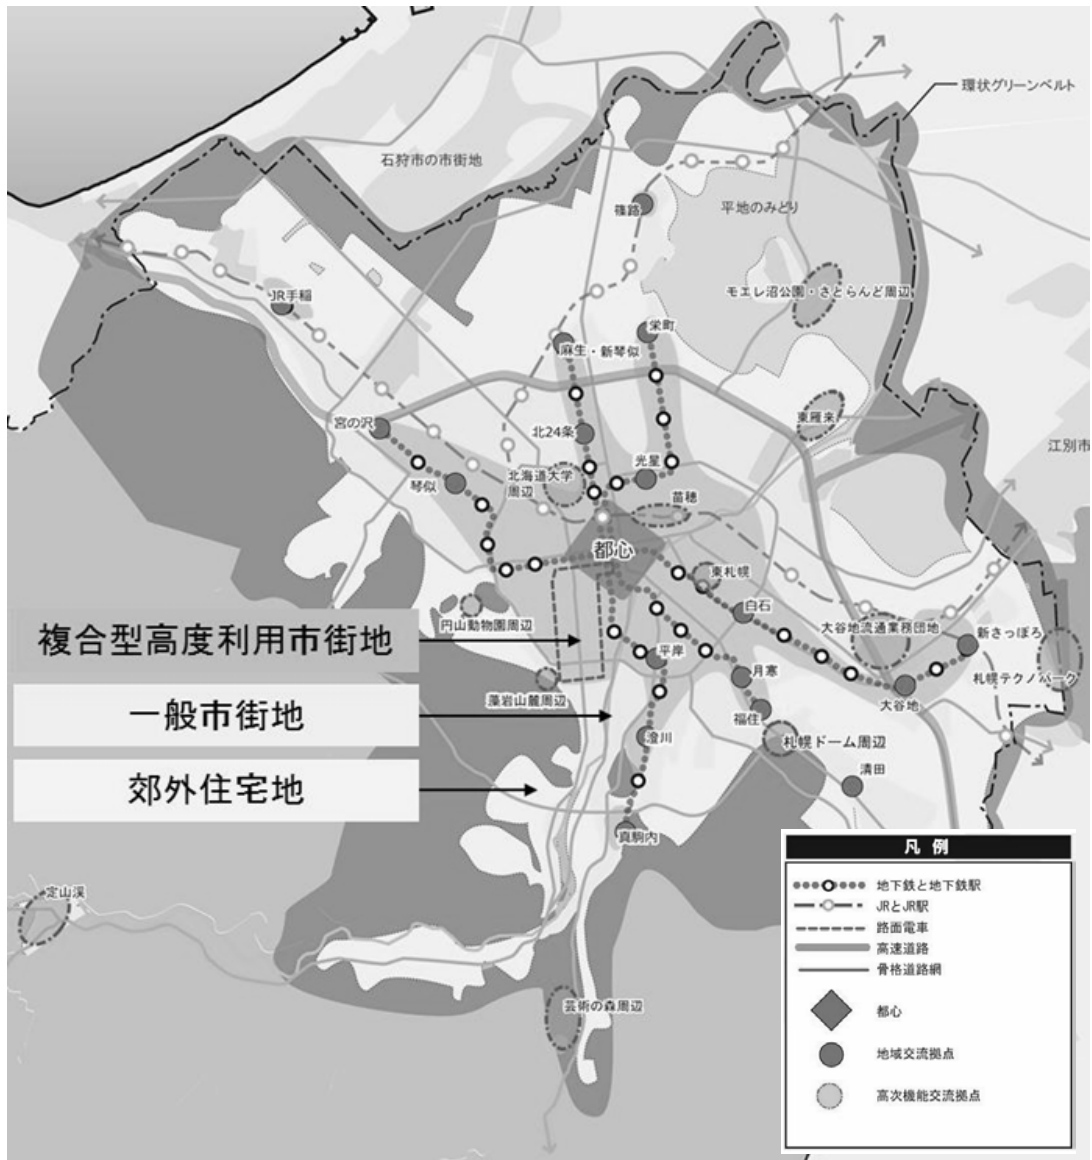 環状グリーンベルト
石狩市の市街地
篠路
平地のみどり
モエレ沼公園・さとらんど周辺
JR手稲
栄町
麻生・新琴似
宮の沢
北24条
東雁来
江別市
琴似
北海道大学
周辺
光星
苗穂
都心
東札幌
白石
円山動物園周辺
大谷地流通業務団地
新さっぽろ
複合型高度利用市街地
平岸
月寒
札幌テクノパーク
藻岩山麓周辺
大谷地
一般市街地
福住
澄川
札幌ドーム周辺
清田
郊外住宅地
真駒内
定山渓
芸術の森周辺
凡例
地下鉄と地下鉄駅
JRとJR駅
路面電車
高速道路
骨格道路網
都心
地域交流拠点
高次機能交流拠点